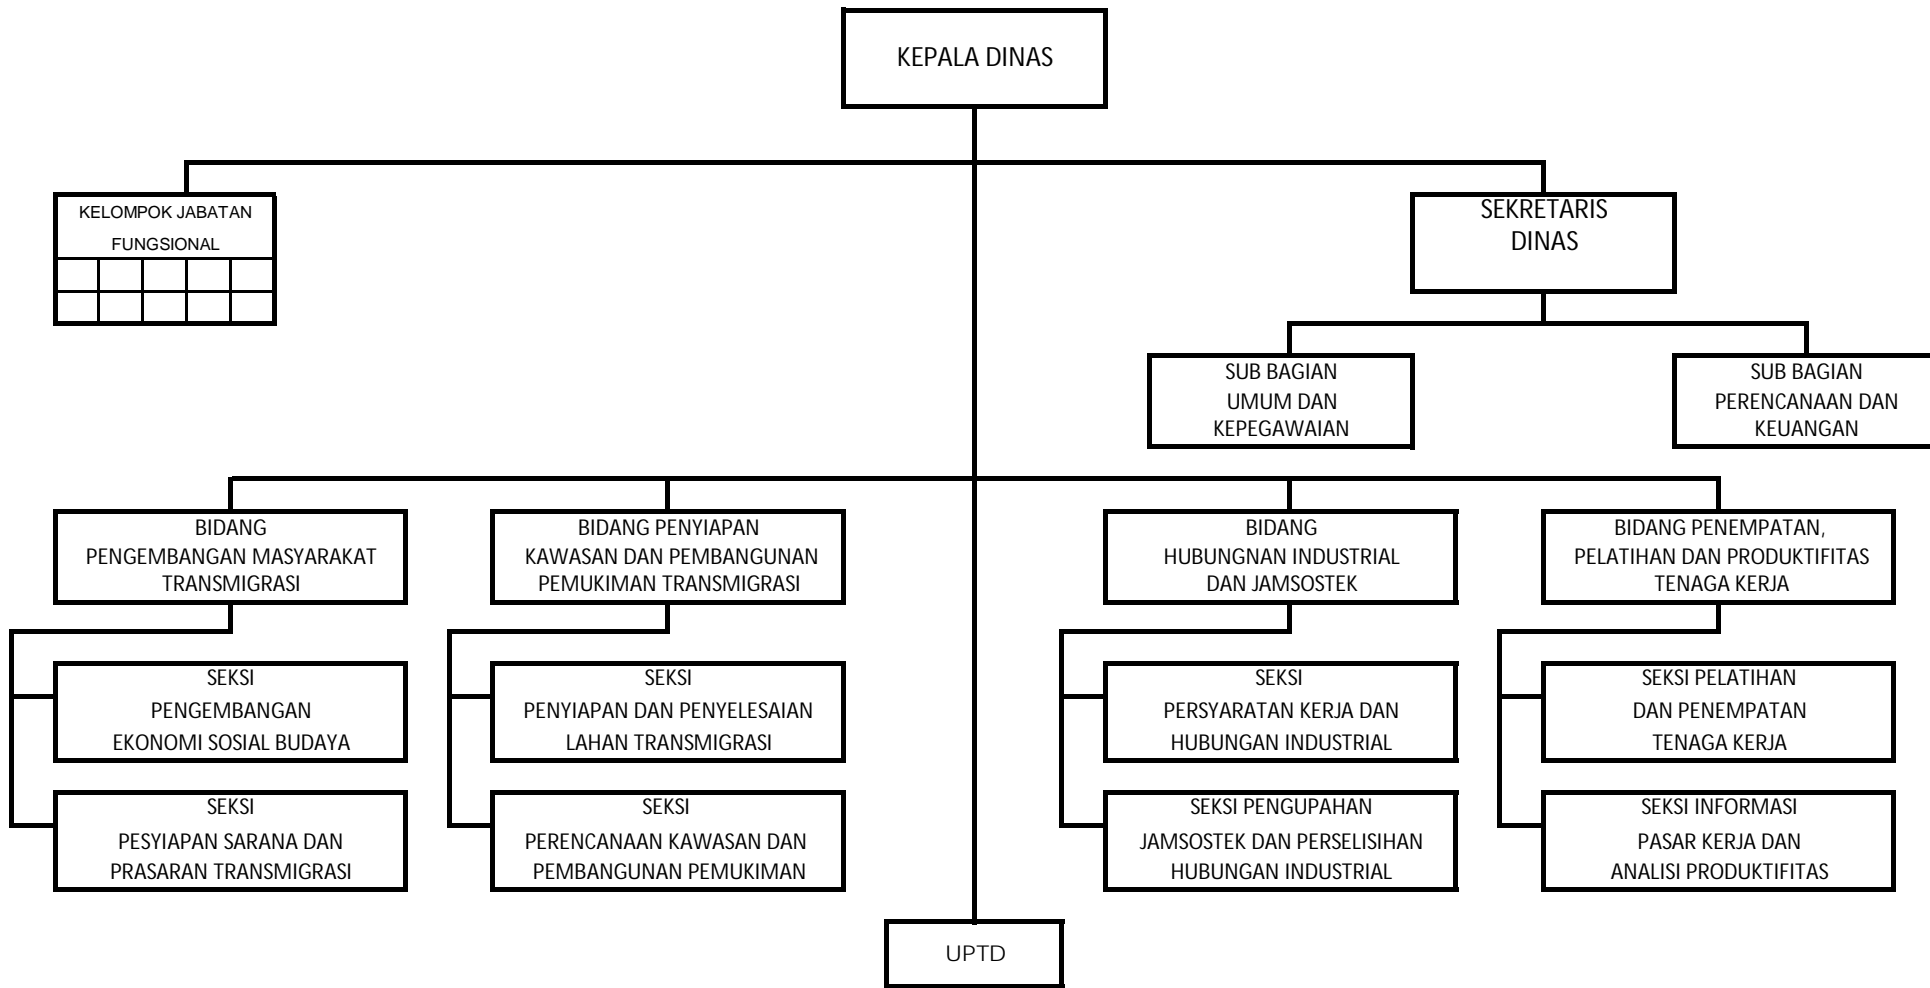 KEPALA DINAS
KELOMPOK JABATAN
FUNGSIONAL
SEKRETARIS
DINAS
SUB BAGIAN
UMUM DAN
KEPEGAWAIAN
SUB BAGIAN
PERENCANAAN DAN
KEUANGAN
BIDANG
PENGEMBANGAN MASYARAKAT
TRANSMIGRASI
BIDANG PENYIAPAN
KAWASAN DAN PEMBANGUNAN
PEMUKIMAN TRANSMIGRASI
BIDANG
HUBUNGNAN INDUSTRIAL
DAN JAMSOSTEK
BIDANG PENEMPATAN,
PELATIHAN DAN PRODUKTIFITAS
TENAGA KERJA
SEKSI
PENGEMBANGAN
EKONOMI SOSIAL BUDAYA
SEKSI
PENYIAPAN DAN PENYELESAIAN
LAHAN TRANSMIGRASI
SEKSI
PERSYARATAN KERJA DAN
HUBUNGAN INDUSTRIAL
SEKSI PELATIHAN
DAN PENEMPATAN
TENAGA KERJA
SEKSI
PESYIAPAN SARANA DAN
PRASARAN TRANSMIGRASI
SEKSI
PERENCANAAN KAWASAN DAN
PEMBANGUNAN PEMUKIMAN
SEKSI PENGUPAHAN
JAMSOSTEK DAN PERSELISIHAN
HUBUNGAN INDUSTRIAL
SEKSI INFORMASI
PASAR KERJA DAN
ANALISI PRODUKTIFITAS
UPTD